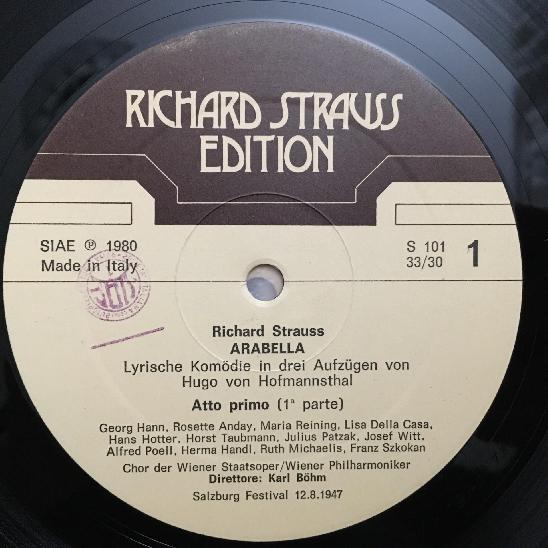 RICHARD STRAUSS
EDITION
SIAE ℗ 1980
Made in Italy
S 101
33/30
1
Richard Strauss
ARABELLA
Lyrische Komödie in drei Aufzügen von
Hugo von Hofmannsthal
Atto primo (1ª parte)
Georg Hann, Rosette Anday, Maria Reining, Lisa Della Casa,
Hans Hotter, Horst Taubmann, Julius Patzak, Josef Witt,
Alfred Poell, Herma Handl, Ruth Michaelis, Franz Szkokan
Chor der Wiener Staatsoper/Wiener Philharmoniker
Direttore: Karl Böhm
Salzburg Festival 12.8.1947